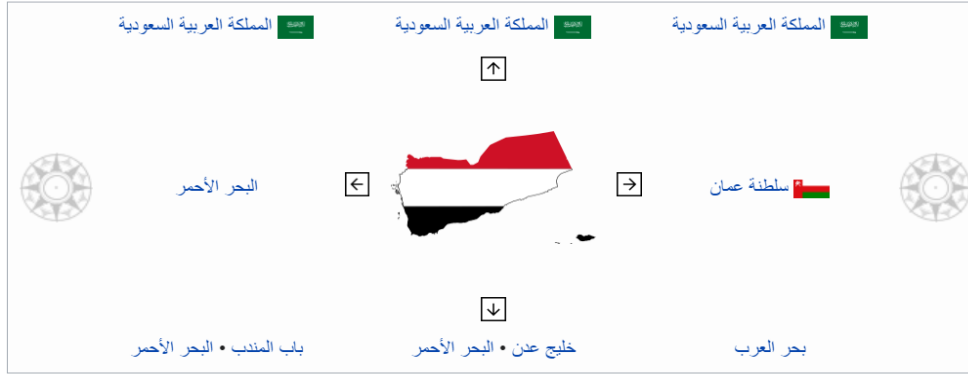 المملكة العربية السعودية المملكة العربية السعودية المملكة العربية السعودية
سلطنة عمان البحر الأحمر
بحر العرب خليج عدن • البحر الأحمر باب المندب • البحر الأحمر